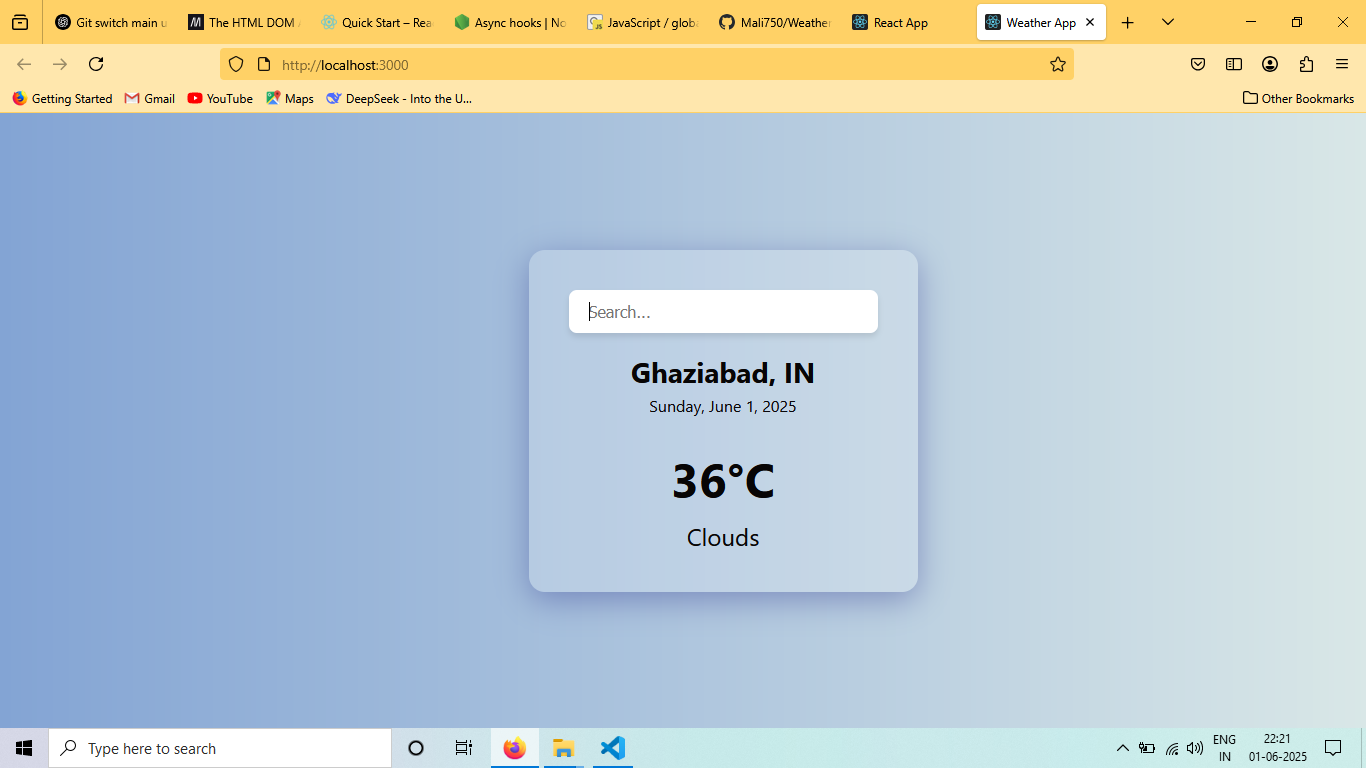 Git switch main u
The HTML DOM
Quick Start – Rea
Async hooks | No
JavaScript / glob
Mali750/Weather
React App
Weather App
http://localhost:3000
Getting Started
Gmail
YouTube
Maps
DeepSeek - Into the U...
Other Bookmarks
Search...
Ghaziabad, IN
Sunday, June 1, 2025
36°C
Clouds
Type here to search
ENG
IN
22:21
01-06-2025